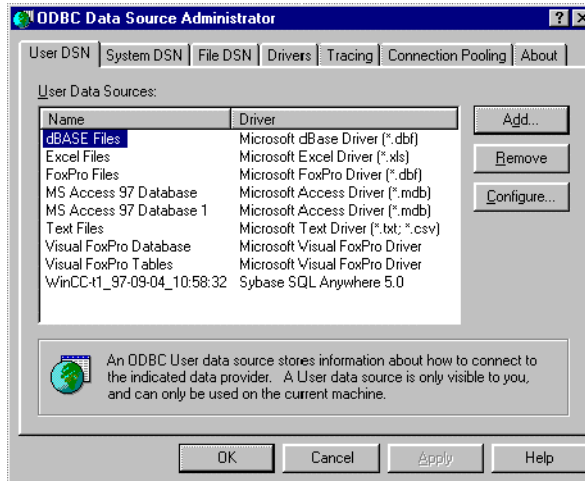 ODBC Data Source Administrator
User DSN System DSN File DSN Drivers Tracing Connection Pooling About
User Data Sources:
Name Driver
dBASE Files Microsoft dBase Driver (*.dbf)
Excel Files Microsoft Excel Driver (*.xls)
FoxPro Files Microsoft FoxPro Driver (*.dbf)
MS Access 97 Database Microsoft Access Driver (*.mdb)
MS Access 97 Database 1 Microsoft Access Driver (*.mdb)
Text Files Microsoft Text Driver (*.txt; *.csv)
Visual FoxPro Database Microsoft Visual FoxPro Driver
Visual FoxPro Tables Microsoft Visual FoxPro Driver
WinCC-t1_97-09-04_10:58:32 Sybase SQL Anywhere 5.0
Add...
Remove
Configure...
An ODBC User data source stores information about how to connect to
the indicated data provider. A User data source is only visible to you,
and can only be used on the current machine.
OK Cancel Apply Help